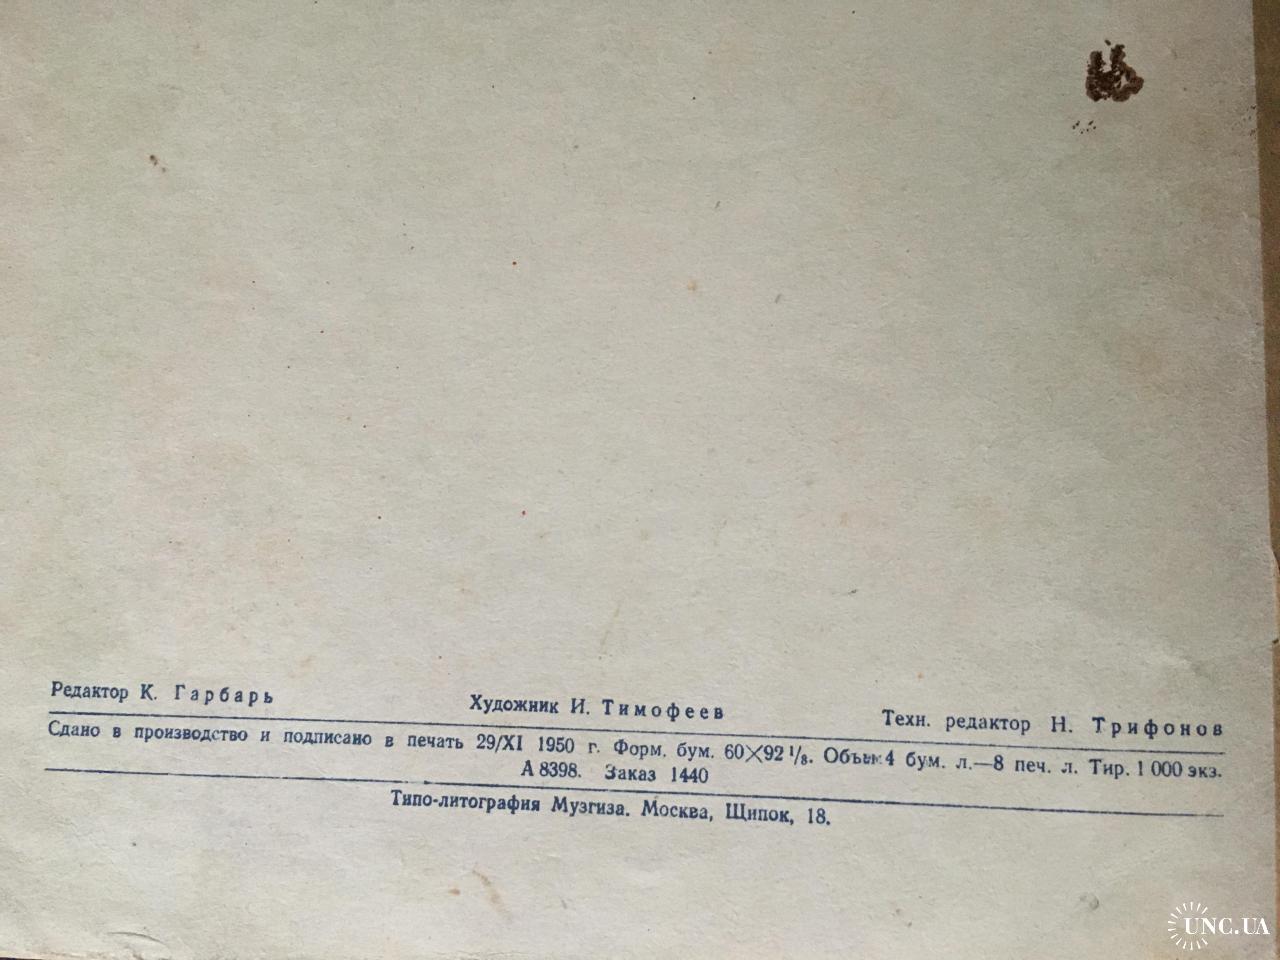 Редактор К. Гарбарь Художник И. Тимофеев Техн. редактор Н. Трифонов
Сдано в производство и подписано в печать 29/XI 1950 г. Форм. бум. 60×92 1/8. Объем 4 бум. л.—8 печ. л. Тир. 1 000 экз.
А 8398. Заказ 1440
Типо-литография Музгиза. Москва, Щипок, 18.
UNC.UA